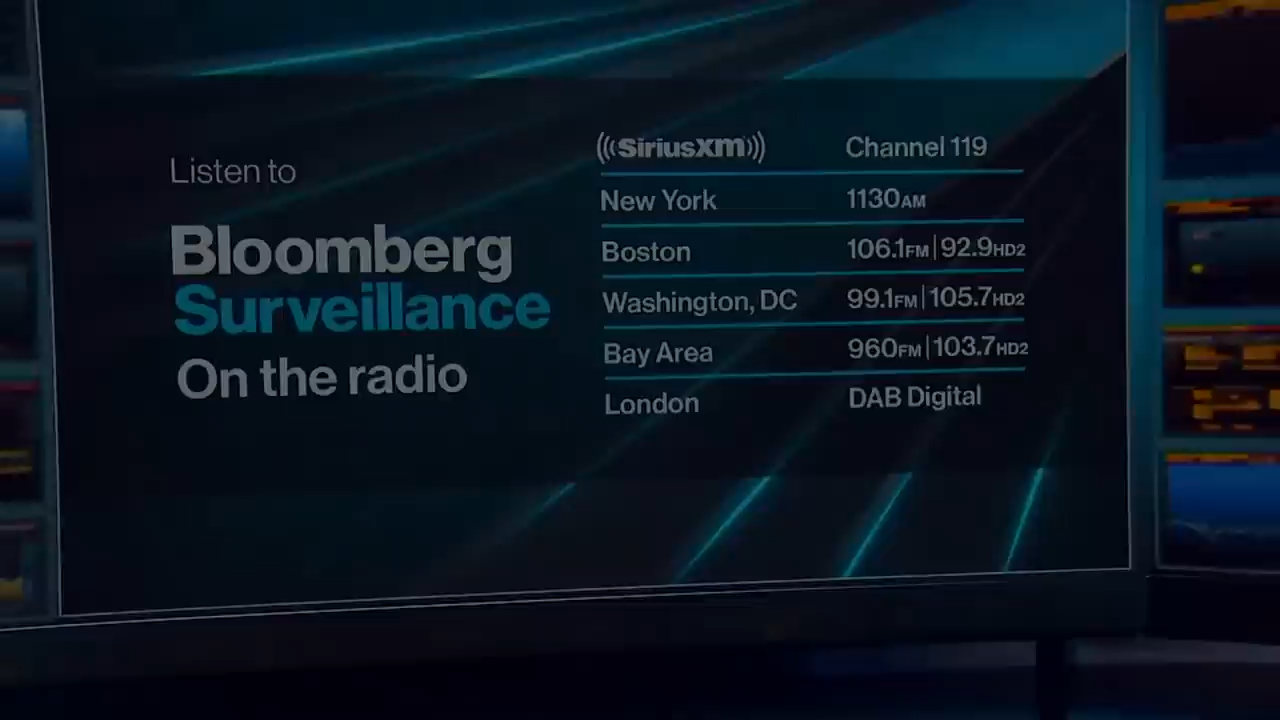 Listen to
Bloomberg
Surveillance
On the radio
((SiriusXM)) Channel 119
New York 1130AM
Boston 106.1FM|92.9HD2
Washington, DC 99.1FM|105.7HD2
Bay Area 960FM|103.7HD2
London DAB Digital